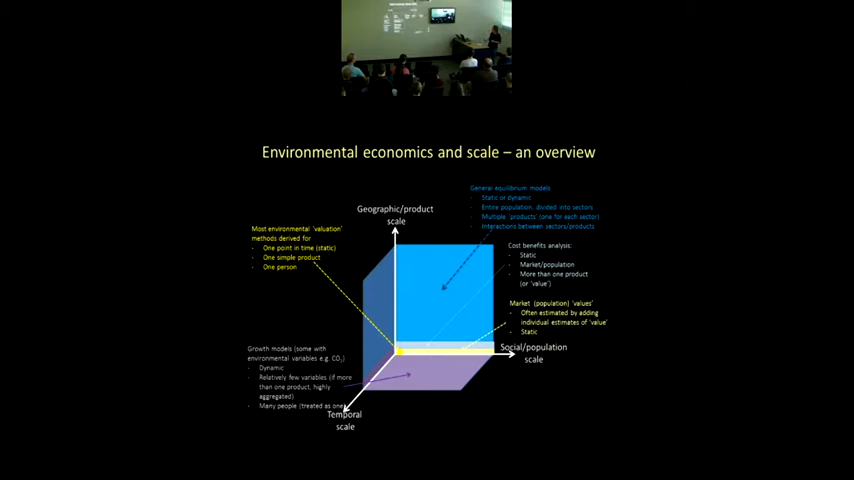 Environmental economics and scale – an overview
General equilibrium models
- Static or dynamic
- Entire population, divided into sectors
- Multiple 'products' (one for each sector)
- Interactions between sectors/products
Geographic/product
scale
Most environmental 'valuation'
methods derived for
- One point in time (static)
- One simple product
- One person
Cost benefits analysis:
- Static
- Market/population
- More than one product
(or 'value')
Market (population) 'values'
- Often estimated by adding
individual estimates of 'value'
- Static
Social/population
scale
Growth models (some with
environmental variables e.g. CO2)
- Dynamic
- Relatively few variables (if more
than one product, highly
aggregated)
- Many people (treated as one)
Temporal
scale